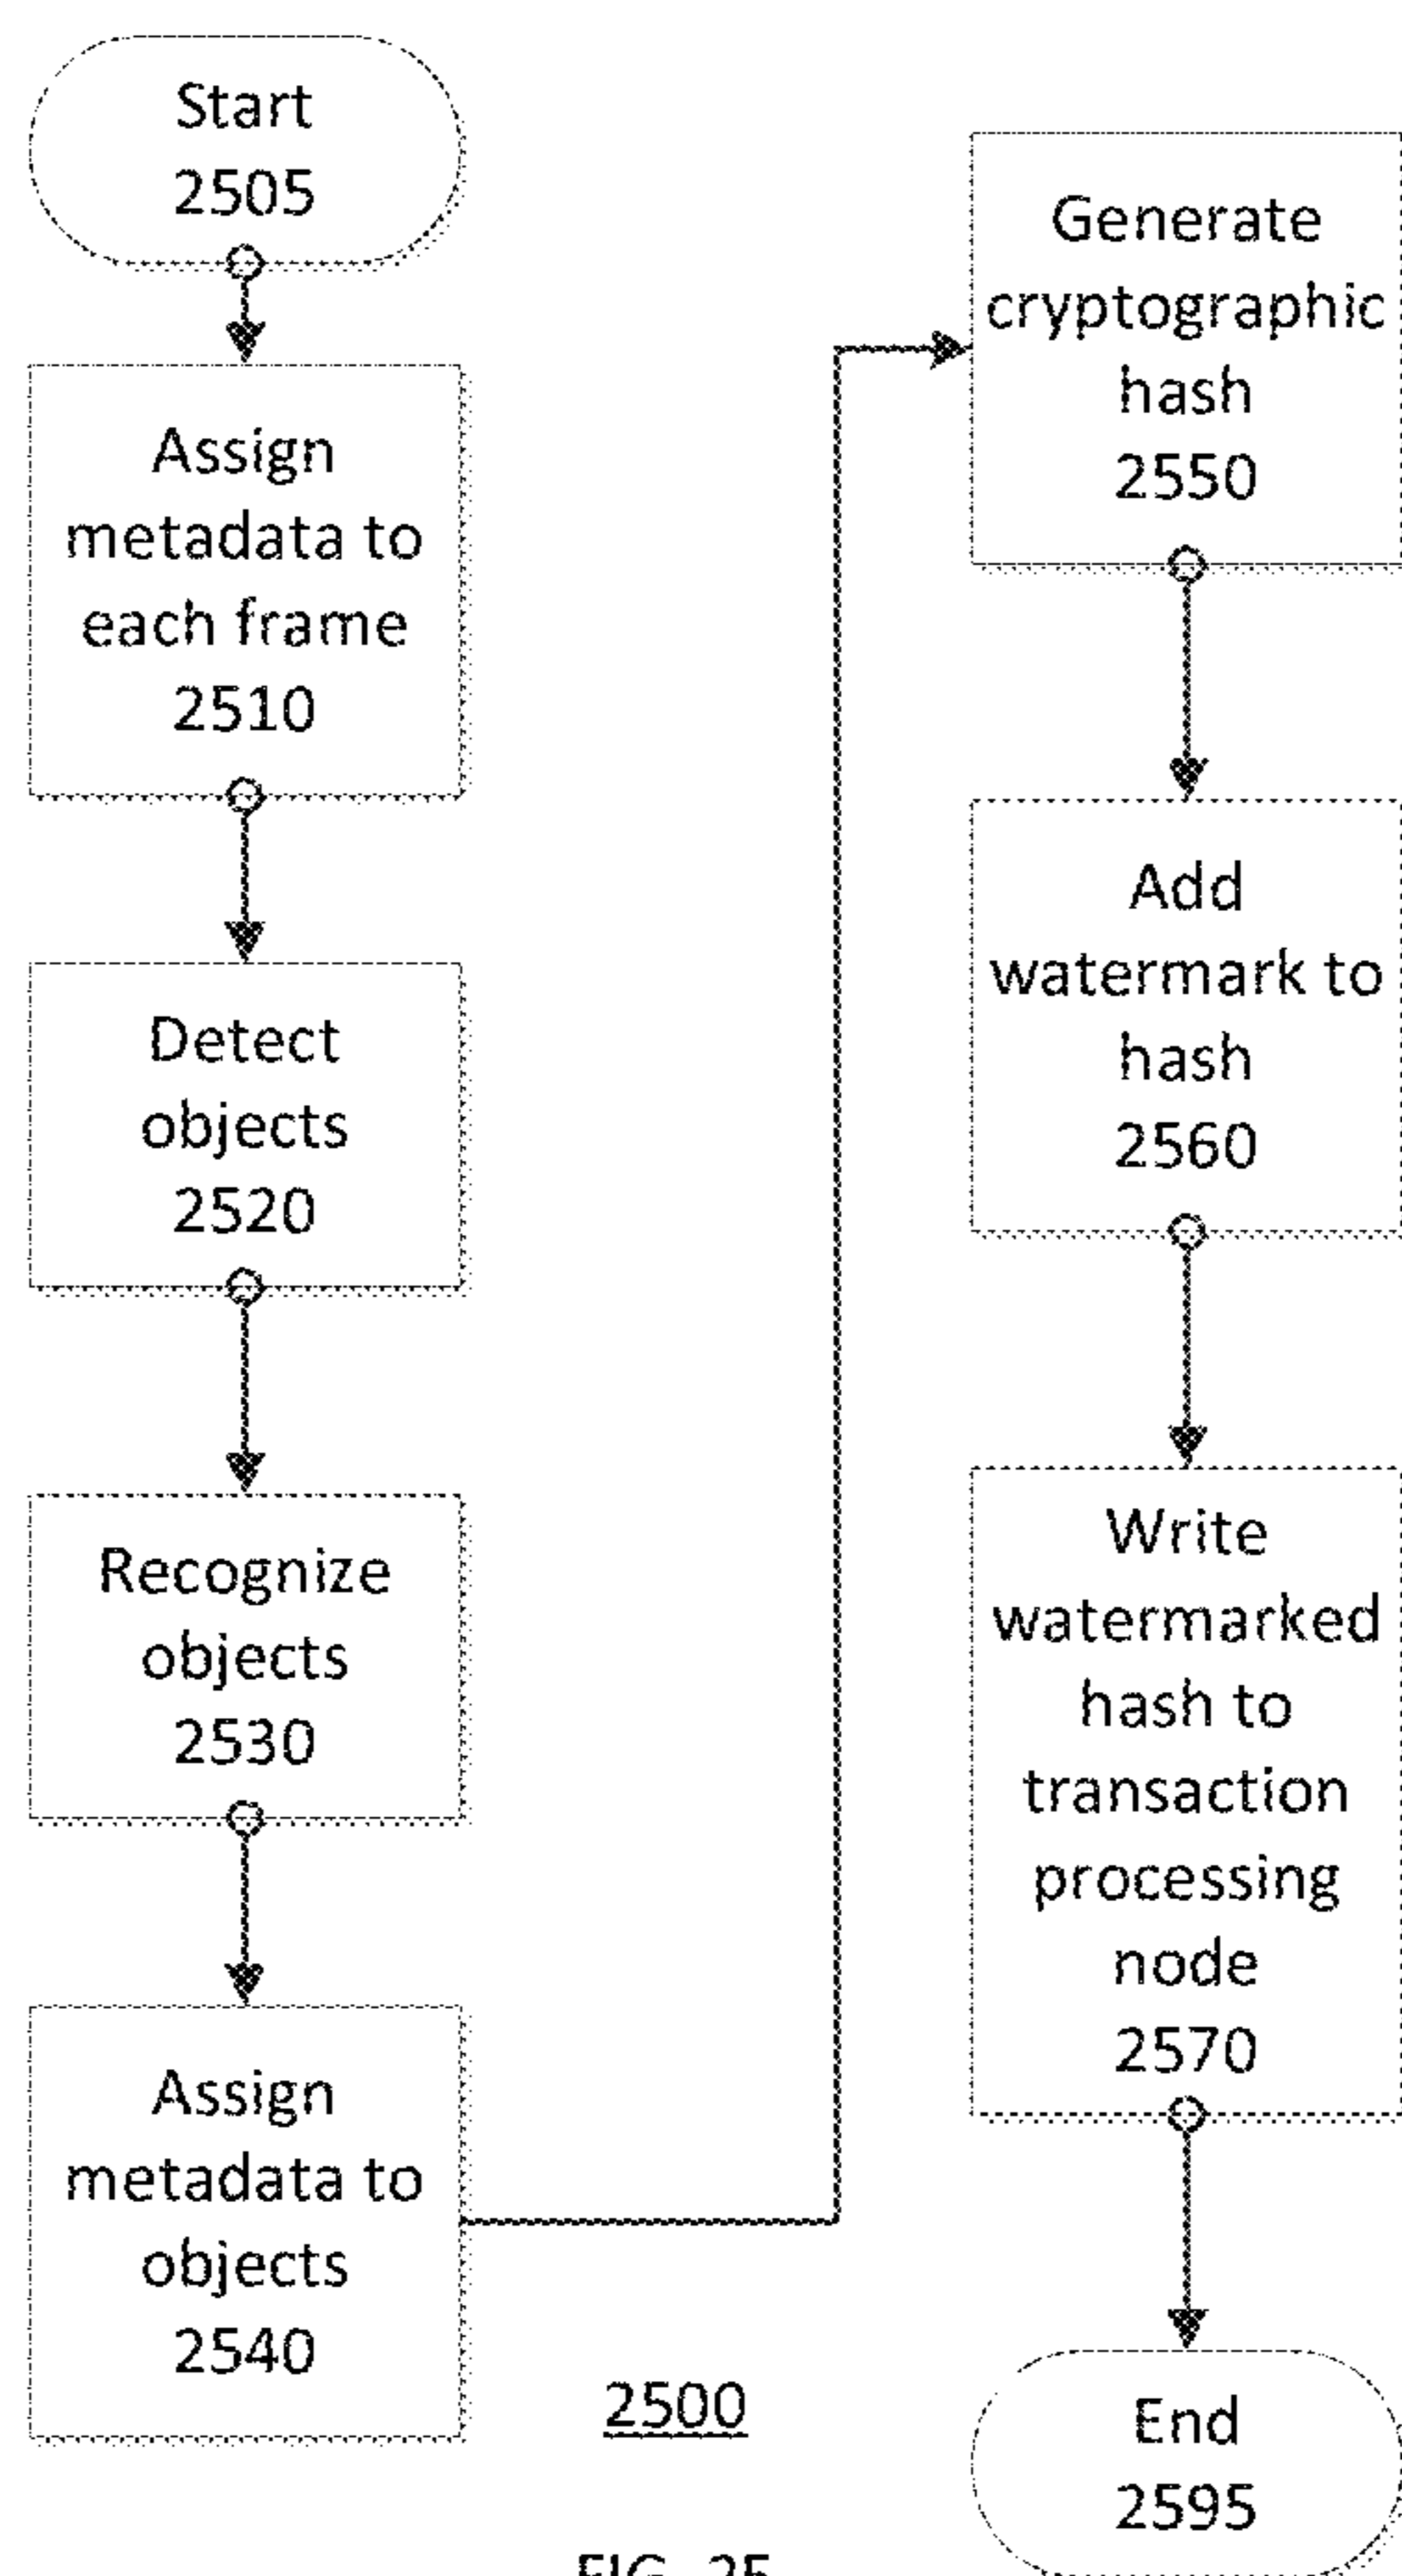 Start
2505
Assign
metadata to
each frame
2510
Detect
objects
2520
Recognize
objects
2530
Assign
metadata to
objects
2540
Generate
cryptographic
hash
2550
Add
watermark to
hash
2560
Write
watermarked
hash to
transaction
processing
node
2570
End
2595
2500
FIG. 25